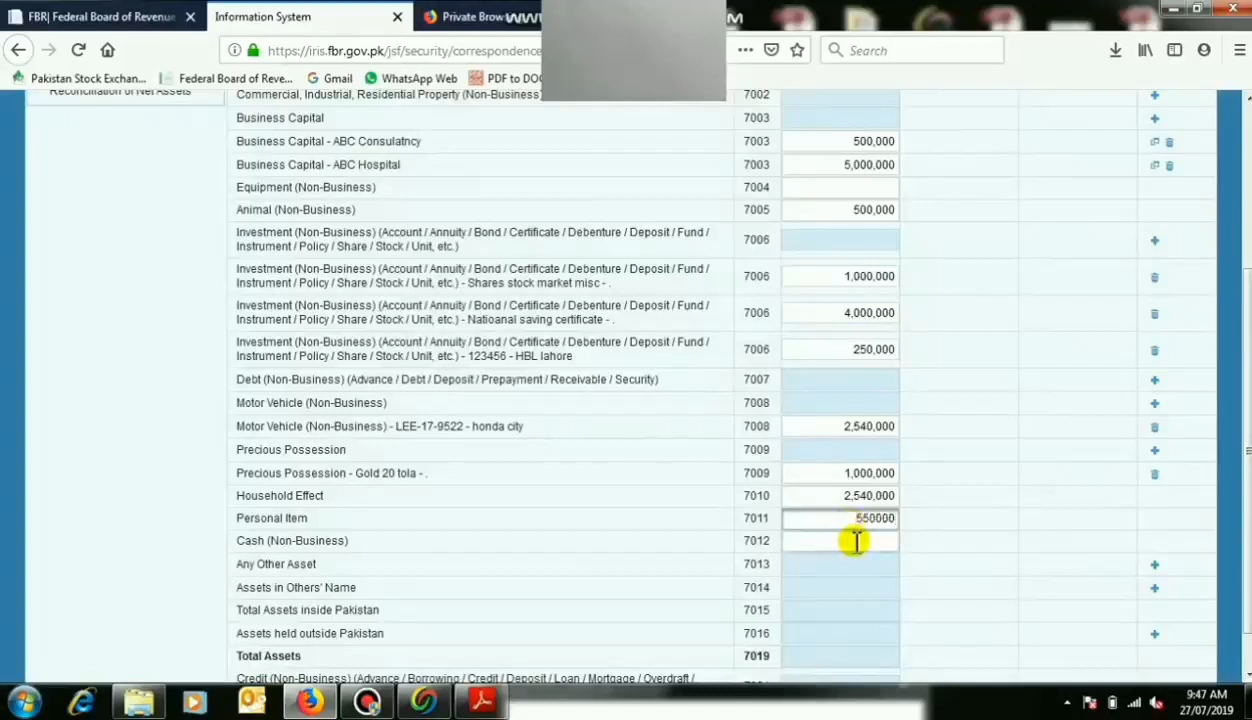 FBR| Federal Board of Revenue
Information System
Private Brow
WWW
M
https://iris.fbr.gov.pk/jsf/security/correspondence
Search
Pakistan Stock Exchan...
Federal Board of Reve...
Gmail
WhatsApp Web
PDF to DO
Reconciliation of Net Assets
Commercial, Industrial, Residential Property (Non-Business) 7002
Business Capital 7003
Business Capital - ABC Consulatncy 7003 500,000
Business Capital - ABC Hospital 7003 5,000,000
Equipment (Non-Business) 7004
Animal (Non-Business) 7005 500,000
Investment (Non-Business) (Account / Annuity / Bond / Certificate / Debenture / Deposit / Fund /
Instrument / Policy / Share / Stock / Unit, etc.) 7006
Investment (Non-Business) (Account / Annuity / Bond / Certificate / Debenture / Deposit / Fund /
Instrument / Policy / Share / Stock / Unit, etc.) - Shares stock market misc - . 7006 1,000,000
Investment (Non-Business) (Account / Annuity / Bond / Certificate / Debenture / Deposit / Fund /
Instrument / Policy / Share / Stock / Unit, etc.) - Natioanal saving certificate - . 7006 4,000,000
Investment (Non-Business) (Account / Annuity / Bond / Certificate / Debenture / Deposit / Fund /
Instrument / Policy / Share / Stock / Unit, etc.) - 123456 - HBL lahore 7006 250,000
Debt (Non-Business) (Advance / Debt / Deposit / Prepayment / Receivable / Security) 7007
Motor Vehicle (Non-Business) 7008
Motor Vehicle (Non-Business) - LEE-17-9522 - honda city 7008 2,540,000
Precious Possession 7009
Precious Possession - Gold 20 tola - . 7009 1,000,000
Household Effect 7010 2,540,000
Personal Item 7011 550000
Cash (Non-Business) 7012
Any Other Asset 7013
Assets in Others' Name 7014
Total Assets inside Pakistan 7015
Assets held outside Pakistan 7016
Total Assets 7019
Credit (Non-Business) (Advance / Borrowing / Credit / Deposit / Loan / Mortgage / Overdraft /
9:47 AM
27/07/2019